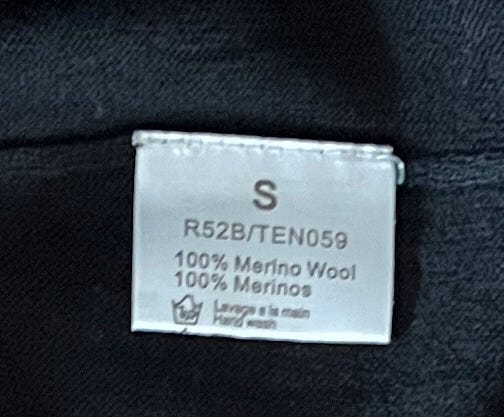 S
R52B/TEN059
100% Merino Wool
100% Merinos
Lavage a la main
Hand wash